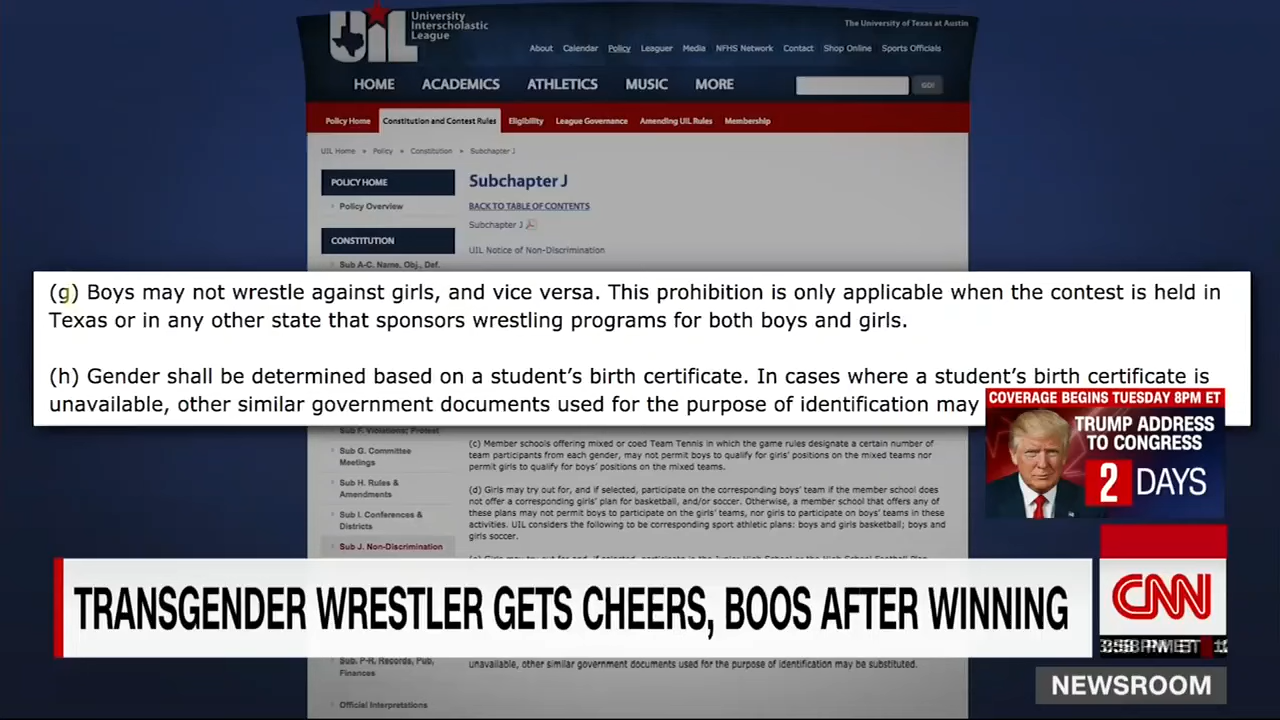 University
Interscholastic
League
UIL
The University of Texas at Austin
About Calendar Policy Leaguer Media NFHS Network Contact Shop Online Sports Officials
HOME ACADEMICS ATHLETICS MUSIC MORE
GO!
Policy Home Constitution and Contest Rules Eligibility League Governance Amending UIL Rules Membership
UIL Home » Policy » Constitution » Subchapter J
POLICY HOME
Policy Overview
CONSTITUTION
Sub A-C. Name, Obj., Def.
Subchapter J
BACK TO TABLE OF CONTENTS
Subchapter J
UIL Notice of Non-Discrimination
(g) Boys may not wrestle against girls, and vice versa. This prohibition is only applicable when the contest is held in
Texas or in any other state that sponsors wrestling programs for both boys and girls.
(h) Gender shall be determined based on a student's birth certificate. In cases where a student's birth certificate is
unavailable, other similar government documents used for the purpose of identification may
COVERAGE BEGINS TUESDAY 8PM ET
TRUMP ADDRESS
TO CONGRESS
2 DAYS
Sub F. Violations; Protest
Sub G. Committee
Meetings
Sub H. Rules &
Amendments
Sub I. Conferences &
Districts
Sub J. Non-Discrimination
(c) Member schools offering mixed or coed Team Tennis in which the game rules designate a certain number of
team participants from each gender, may not permit boys to qualify for girls' positions on the mixed teams nor
permit girls to qualify for boys' positions on the mixed teams.
(d) Girls may try out for, and if selected, participate on the corresponding boys' team if the member school does
not offer a corresponding girls' plan for basketball, and/or soccer. Otherwise, a member school that offers any of
these plans may not permit boys to participate on the girls' teams, nor girls to participate on boys' teams in these
activities. UIL considers the following to be corresponding sport athletic plans: boys and girls basketball; boys and
girls soccer.
TRANSGENDER WRESTLER GETS CHEERS, BOOS AFTER WINNING
CNN
Sub. P-R. Records, Pub,
Finances
unavailable, other similar government documents used for the purpose of identification may be substituted.
Official Interpretations
NEWSROOM